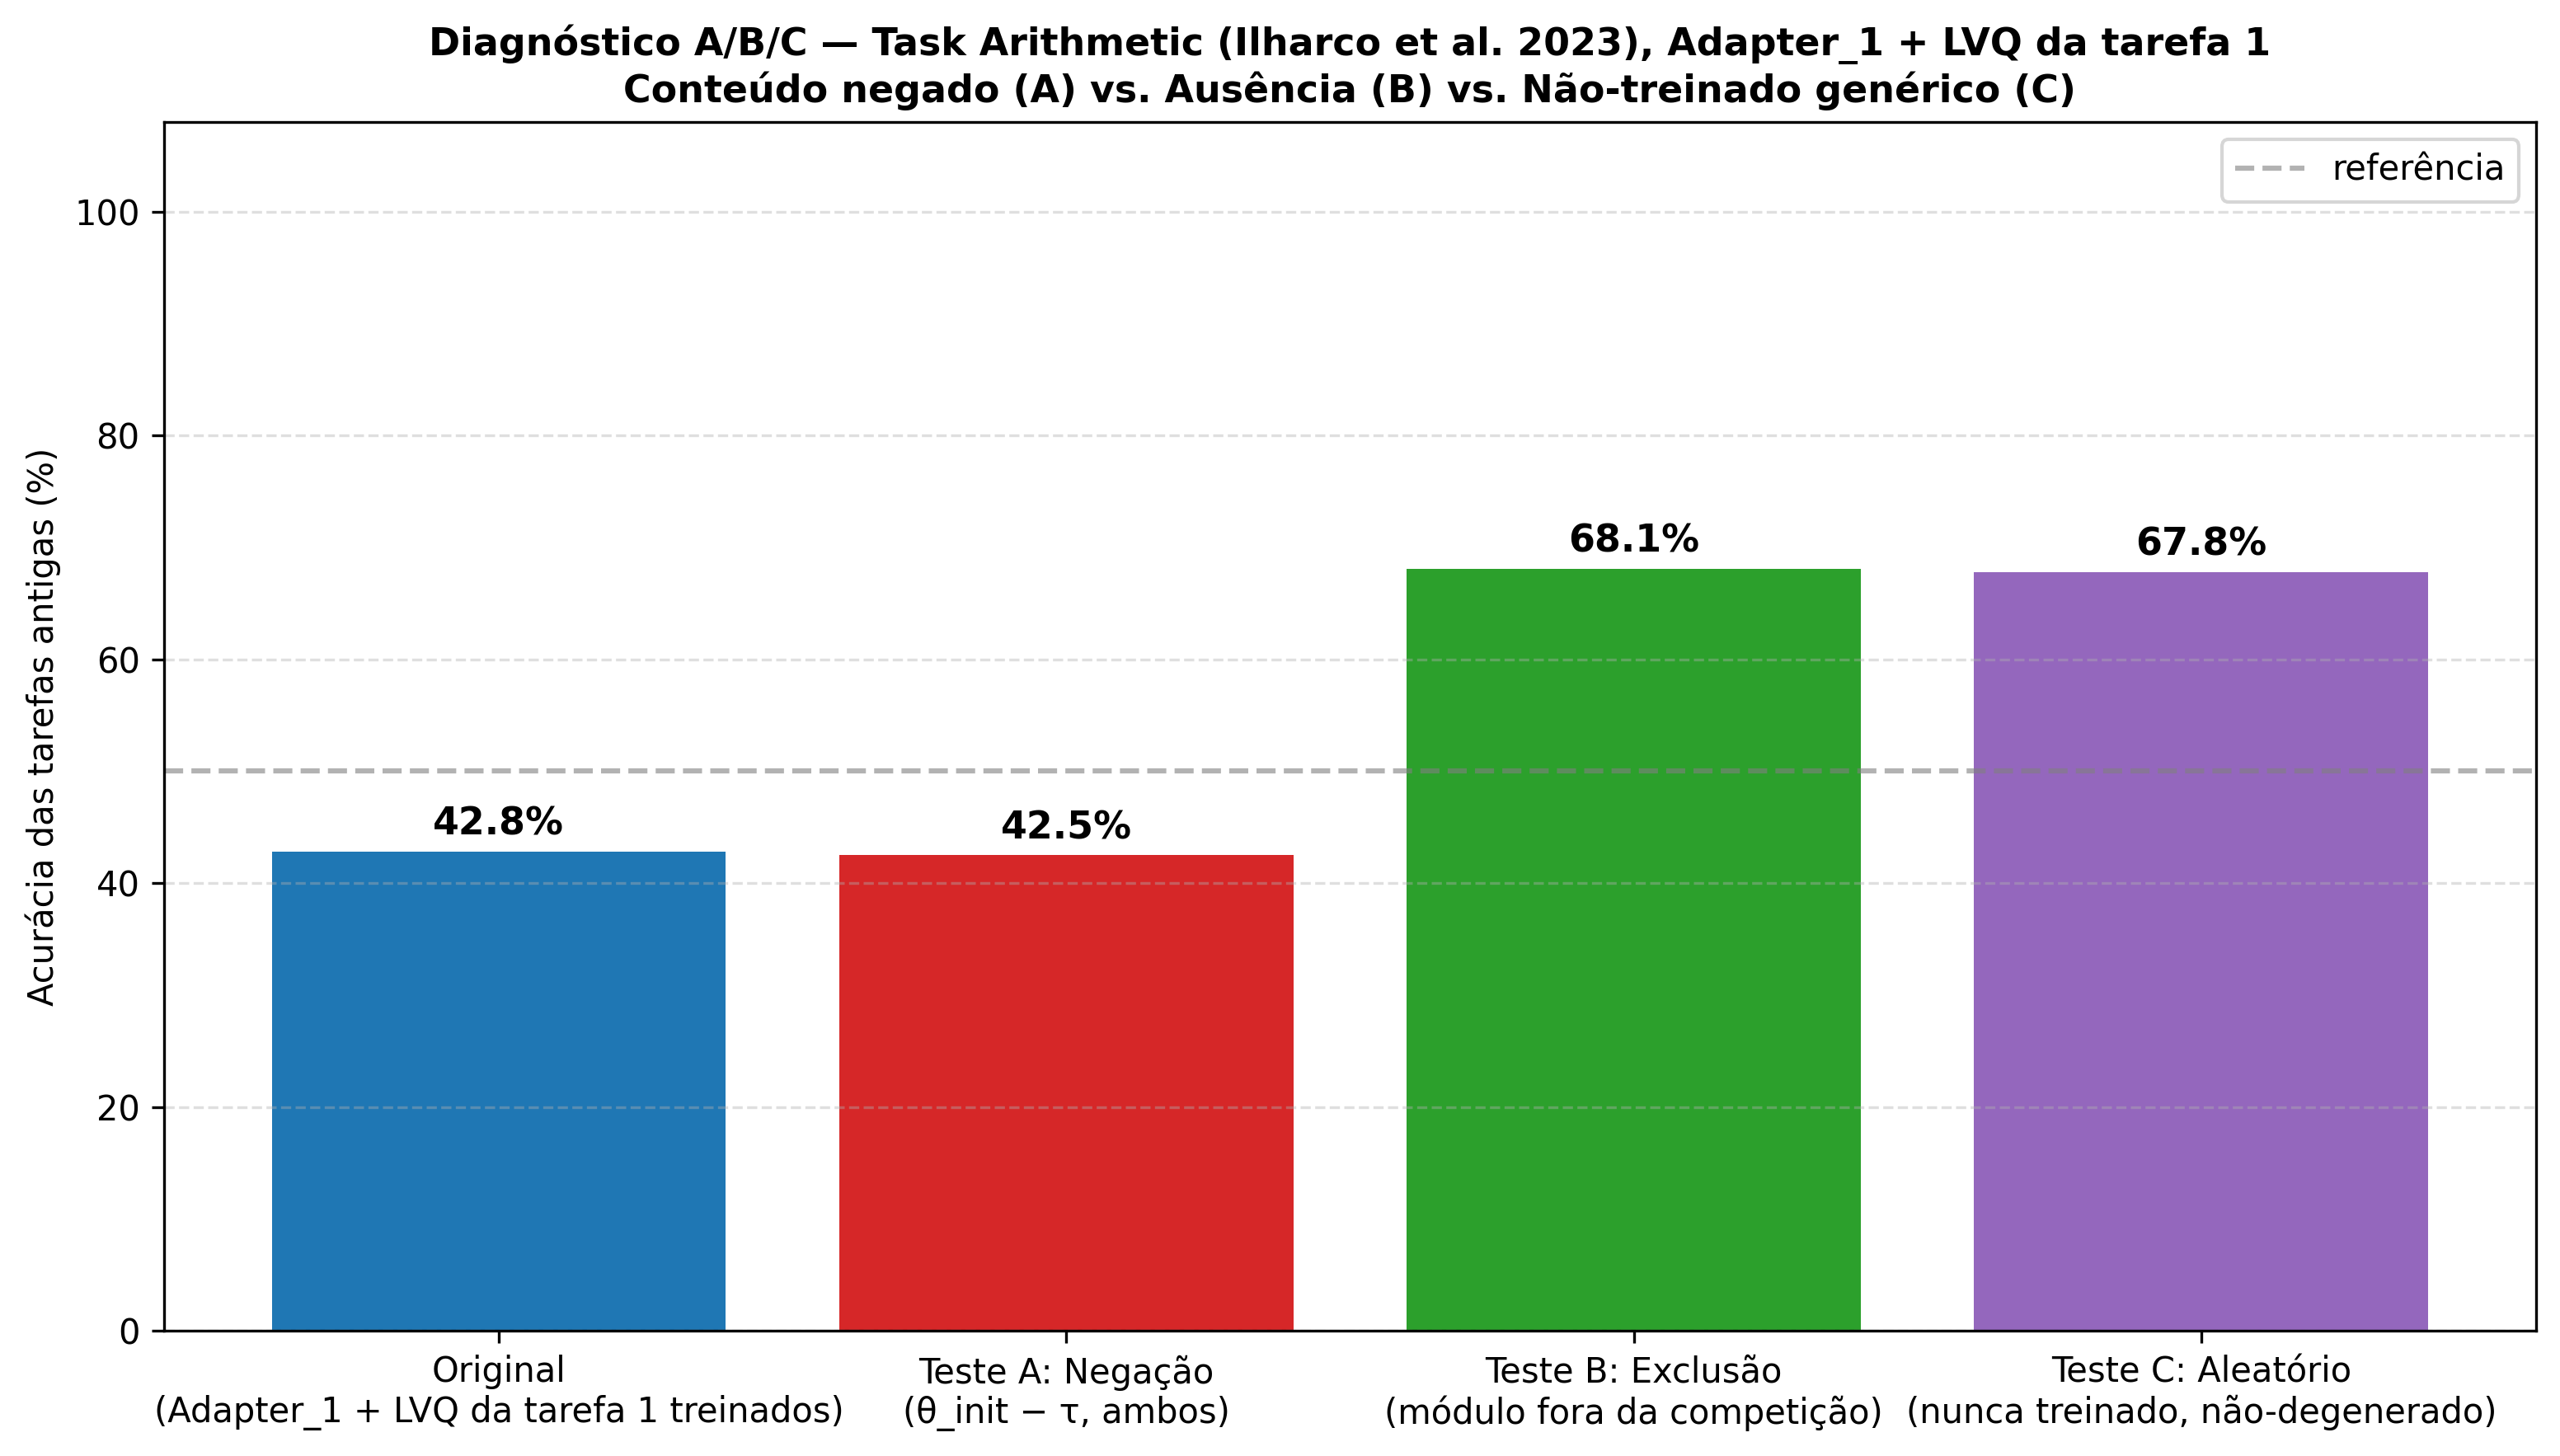 Diagnóstico A/B/C — Task Arithmetic (Ilharco et al. 2023), Adapter_1 + LVQ da tarefa 1
Conteúdo negado (A) vs. Ausência (B) vs. Não-treinado genérico (C)
referência
Acurácia das tarefas antigas (%)
100
80
60
40
20
0
42.8%
42.5%
68.1%
67.8%
Original
(Adapter_1 + LVQ da tarefa 1 treinados)
Teste A: Negação
(θ_init − τ, ambos)
Teste B: Exclusão
(módulo fora da competição)
Teste C: Aleatório
(nunca treinado, não-degenerado)